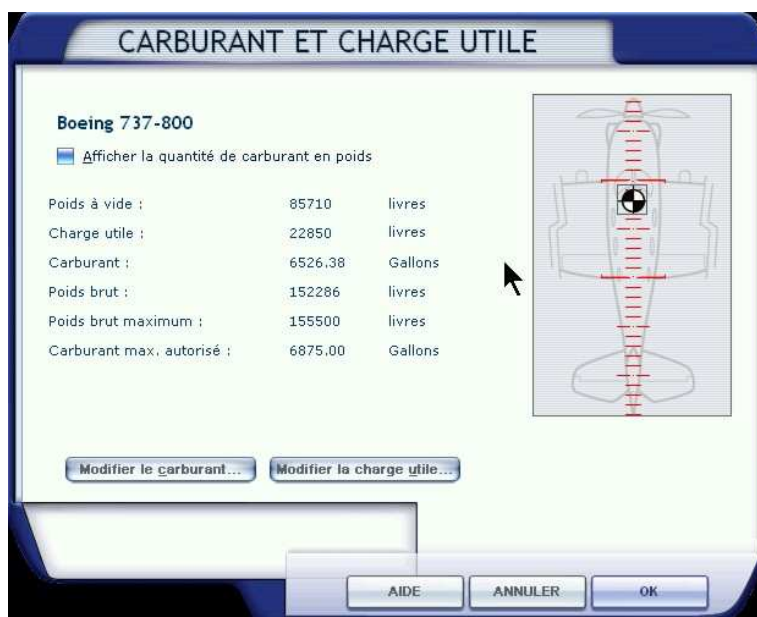 CARBURANT ET CHARGE UTILE
Boeing 737-800
Afficher la quantité de carburant en poids
Poids à vide : 85710 livres
Charge utile : 22850 livres
Carburant : 6526.38 Gallons
Poids brut : 152286 livres
Poids brut maximum : 155500 livres
Carburant max. autorisé : 6875.00 Gallons
Modifier le carburant... Modifier la charge utile...
AIDE ANNULER OK